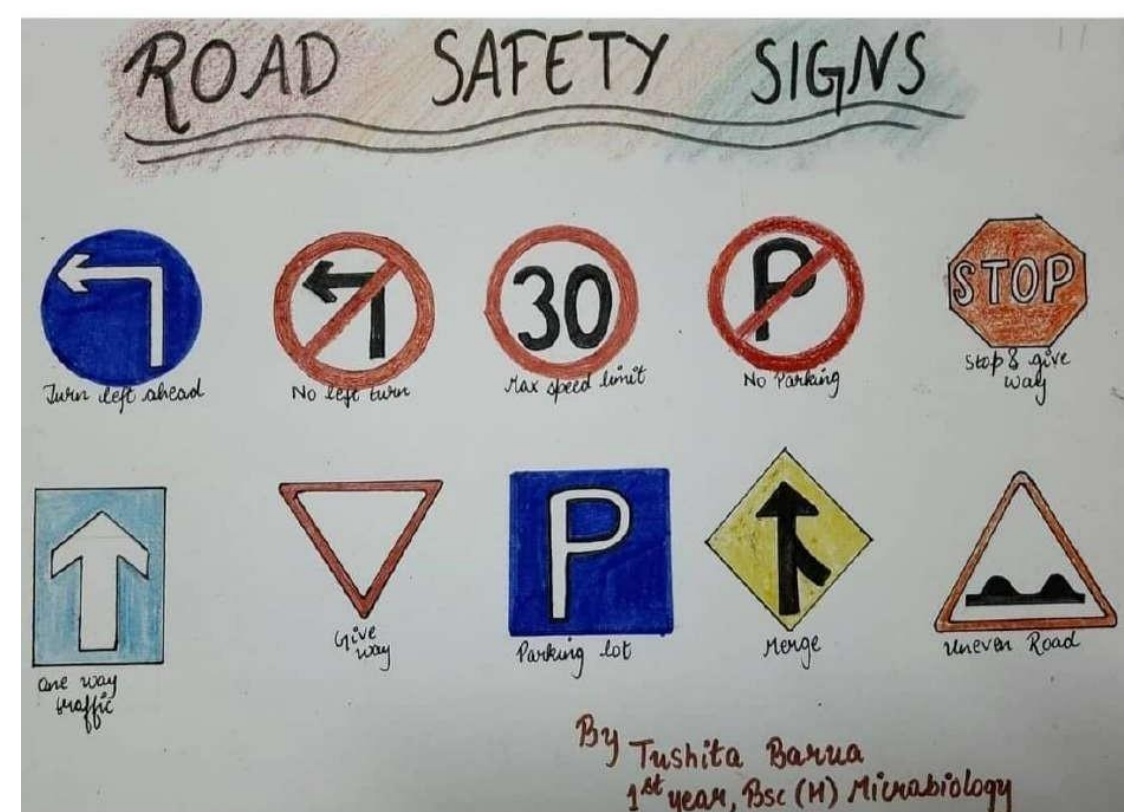 ROAD SAFETY SIGNS
30
P
STOP
Turn left ahead
No left turn
Max speed limit
No Parking
Stop & give
way
P
One way
traffic
Give
way
Parking lot
Merge
Uneven Road
By Tushita Barua
1st year, Bsc (H) Microbiology